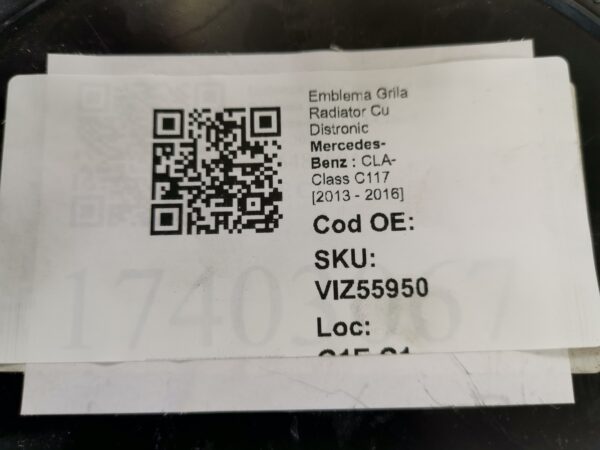 Emblema Grila
Radiator Cu
Distronic
Mercedes-
Benz : CLA-
Class C117
[2013 - 2016]
Cod OE:
SKU:
VIZ55950
Loc: